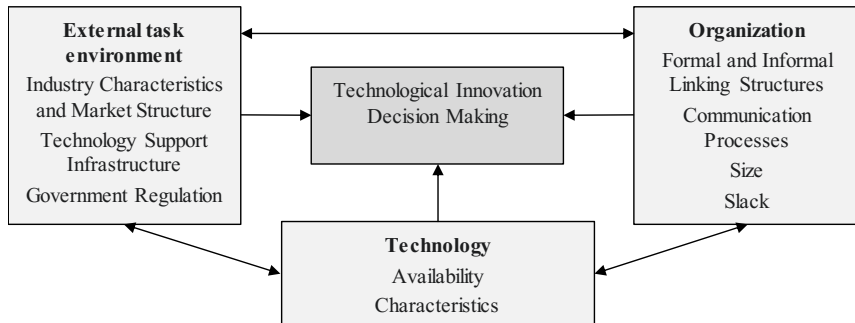 External task
environment
Industry Characteristics
and Market Structure
Technology Support
Infrastructure
Government Regulation
Technological Innovation
Decision Making
Organization
Formal and Informal
Linking Structures
Communication
Processes
Size
Slack
Technology
Availability
Characteristics